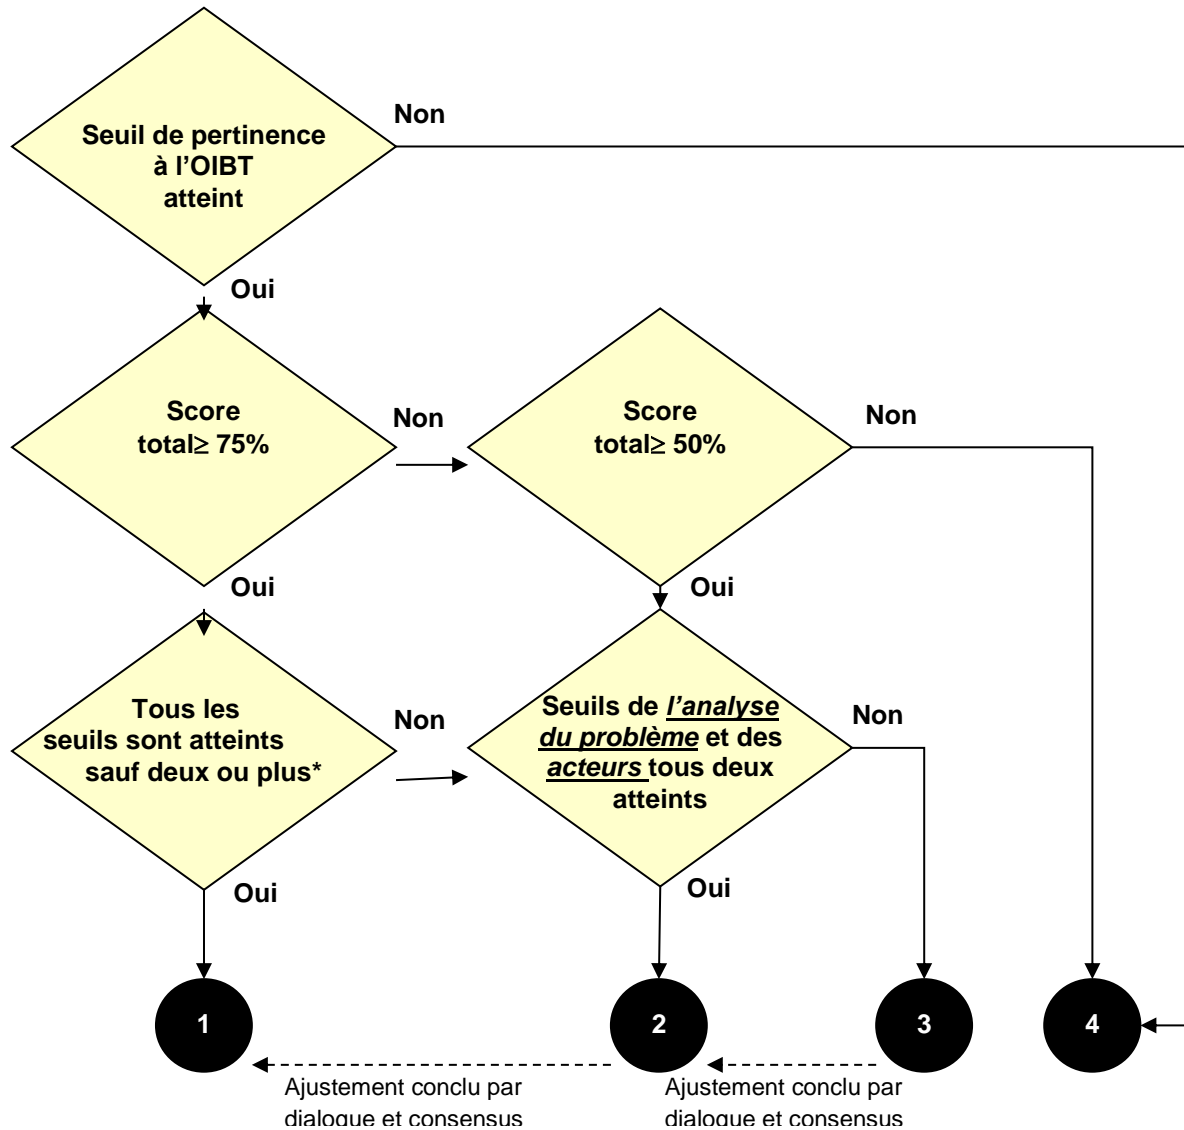 Non
Seuil de pertinence
à l’OIBT
atteint
Oui
Score
total≥ 75%
Non
Score
total≥ 50%
Non
Oui
Oui
Tous les
seuils sont atteints
sauf deux ou plus*
Non
Seuils de l’analyse
du problème et des
acteurs tous deux
atteints
Non
Oui
Oui
1
2
3
4
Ajustement conclu par
dialogue et consensus
Ajustement conclu par
dialogue et consensus